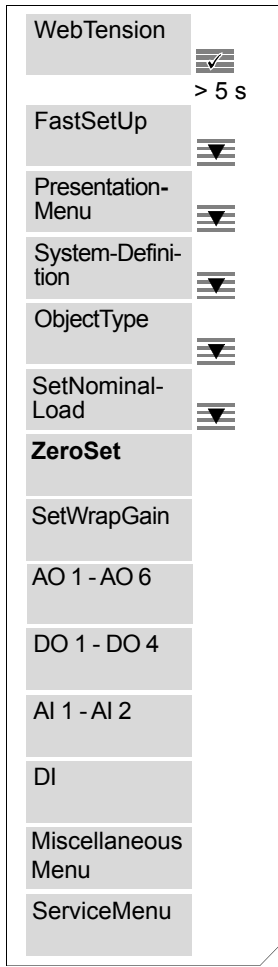 WebTension
> 5 s
FastSetUp
Presentation-
Menu
System-Defini-
tion
ObjectType
SetNominal-
Load
ZeroSet
SetWrapGain
AO 1 - AO 6
DO 1 - DO 4
AI 1 - AI 2
DI
Miscellaneous
Menu
ServiceMenu